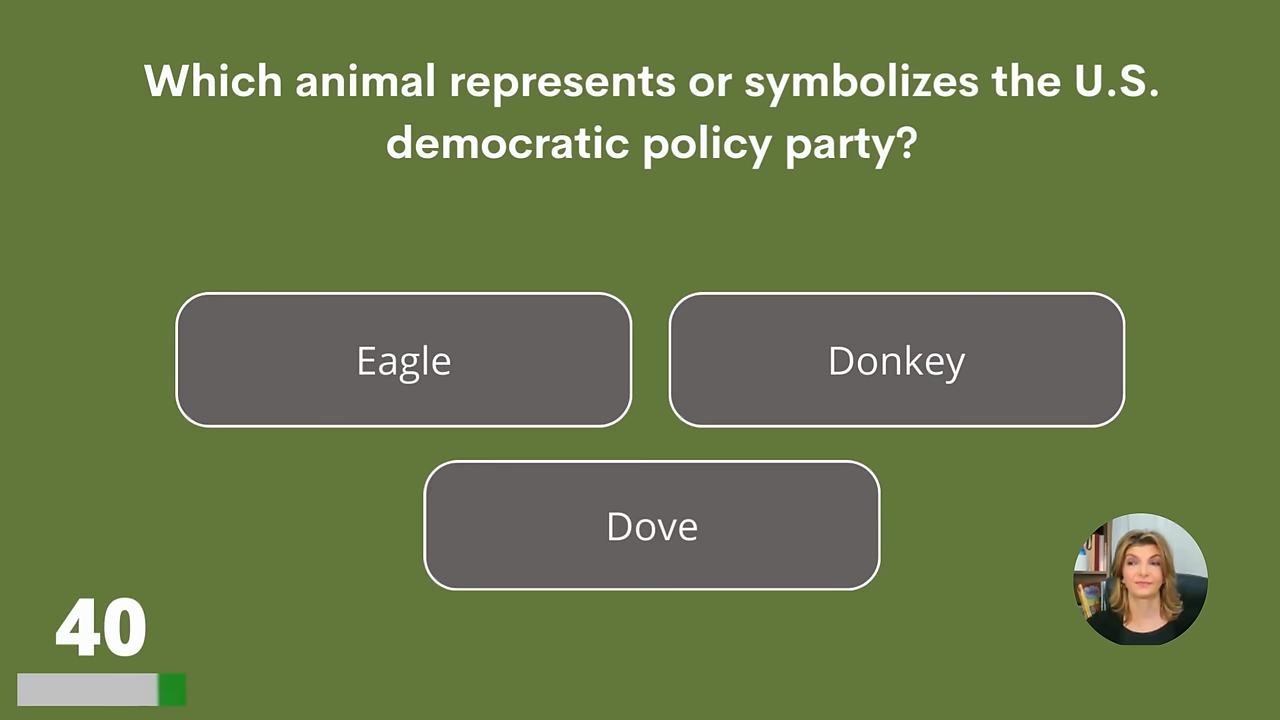 Which animal represents or symbolizes the U.S.
democratic policy party?
Eagle
Donkey
Dove
40